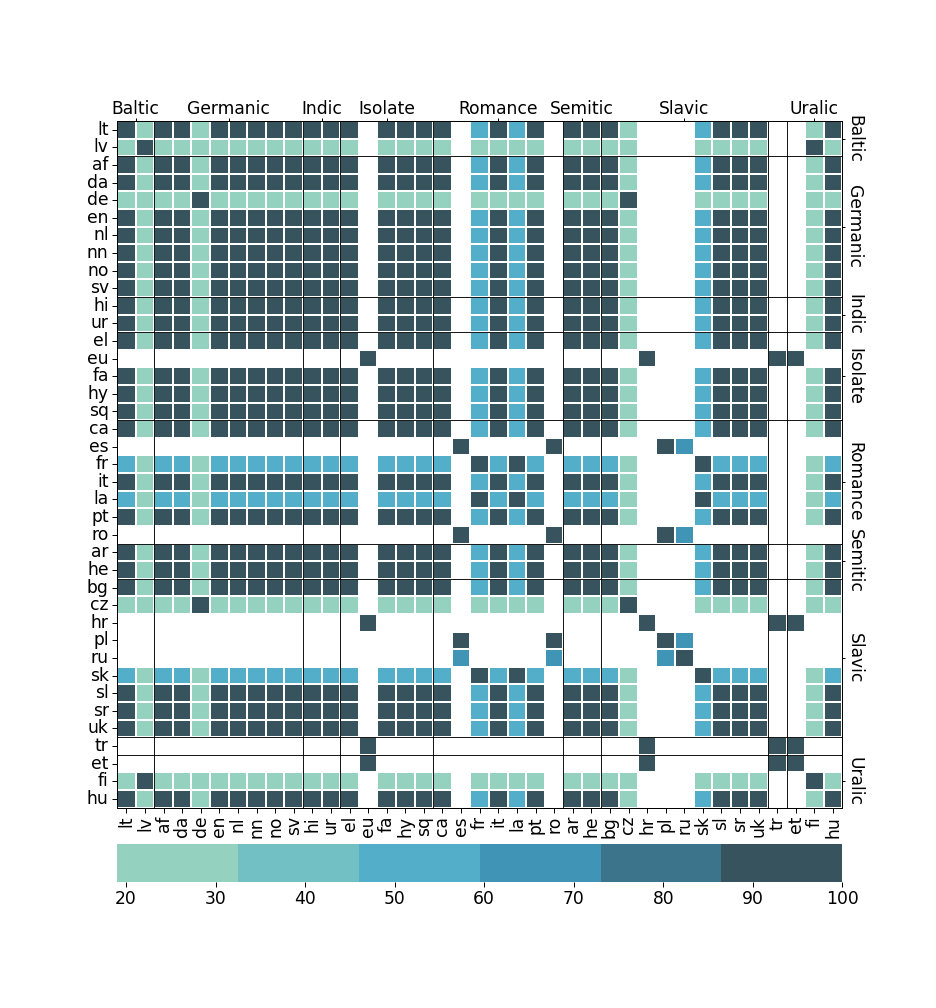 Baltic Germanic Indic Isolate Romance Semitic Slavic Uralic
lt
lv
af
da
de
en
nl
nn
no
sv
hi
ur
el
eu
fa
hy
sq
ca
es
fr
it
la
pt
ro
ar
he
bg
cz
hr
pl
ru
sk
sl
sr
uk
tr
et
fi
hu
Baltic
Germanic
Indic
Isolate
Romance
Semitic
Slavic
Uralic
lt lv af da de en nl nn no sv hi ur el eu fa hy sq ca es fr it la pt ro ar he bg cz hr pl ru sk sl sr uk tr et fi hu
20 30 40 50 60 70 80 90 100